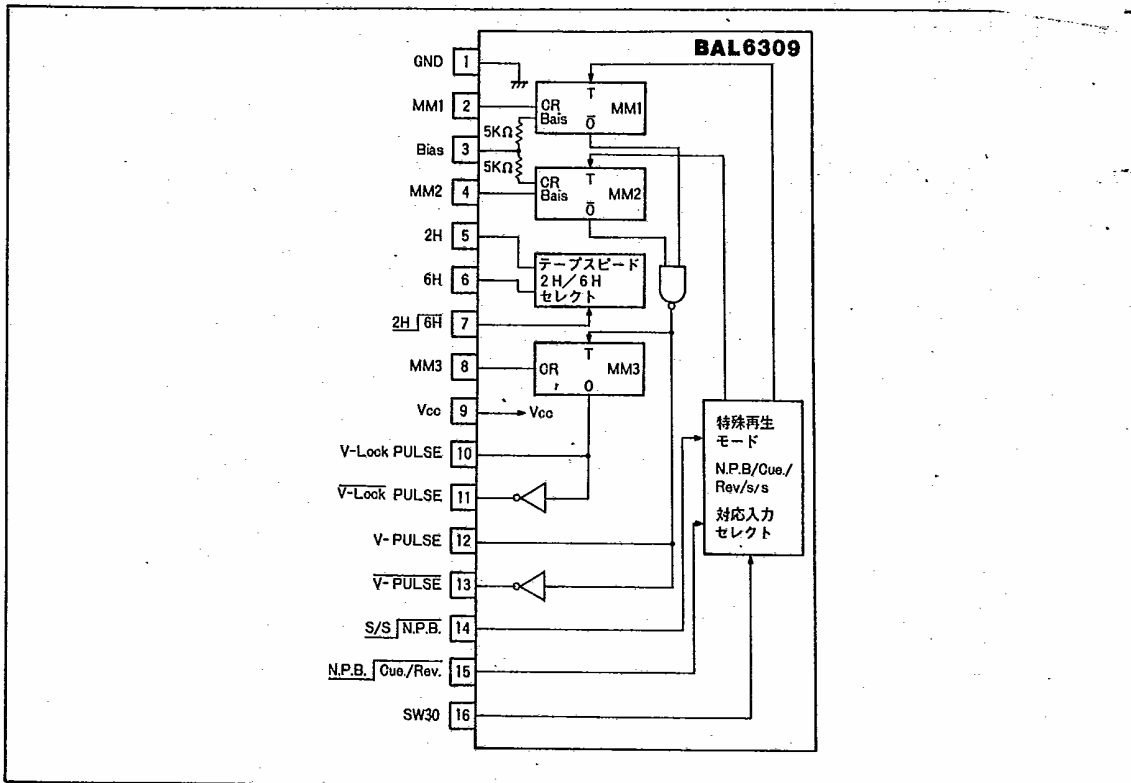 BAL6309
GND 1
MM1 2
Bias 3
MM2 4
2H 5
6H 6
2H 6H 7
MM3 8
Vcc 9
V-Lock PULSE 10
V-Lock PULSE 11
V-PULSE 12
V-PULSE 13
S/S N.P.B. 14
N.P.B. Cue./Rev. 15
SW30 16
T
CR MM1
Bais
O
5KΩ
5KΩ
T
CR MM2
Bais
O
テープスピード
2H/6H
セレクト
T
CR MM3
O
Vcc
特殊再生
モード
N.P.B/Cue./
Rev/s/s
対応入力
セレクト